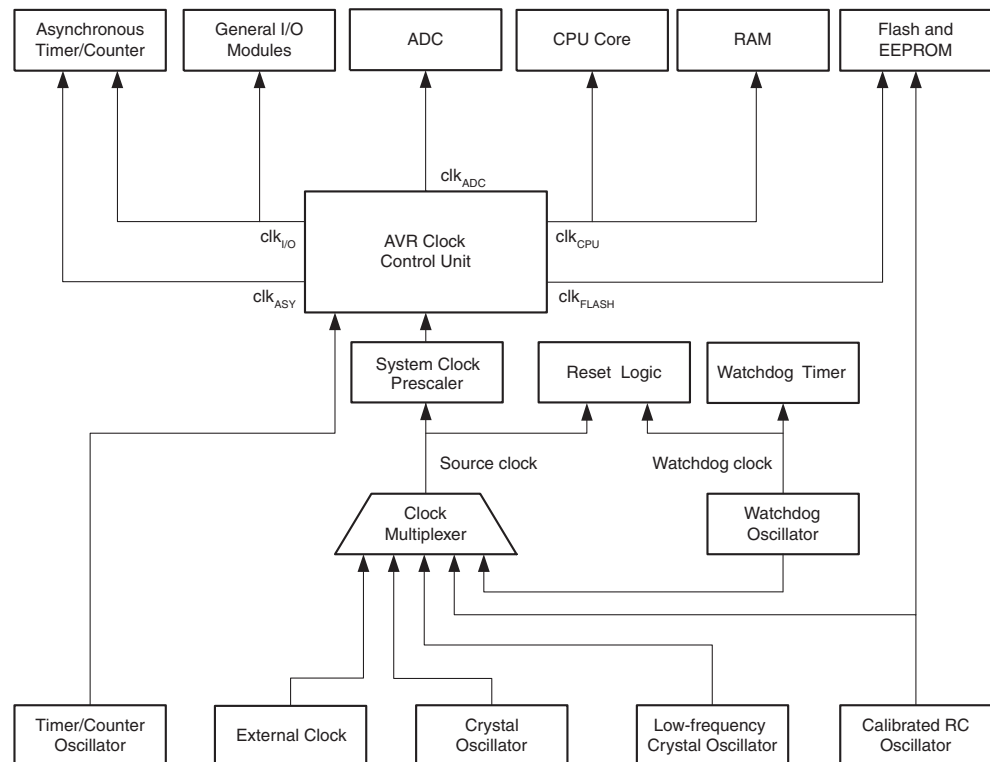 Asynchronous
Timer/Counter
General I/O
Modules
ADC
CPU Core
RAM
Flash and
EEPROM
clkADC
clkI/O
AVR Clock
Control Unit
clkCPU
clkASY
clkFLASH
System Clock
Prescaler
Reset Logic
Watchdog Timer
Source clock
Watchdog clock
Clock
Multiplexer
Watchdog
Oscillator
Timer/Counter
Oscillator
External Clock
Crystal
Oscillator
Low-frequency
Crystal Oscillator
Calibrated RC
Oscillator